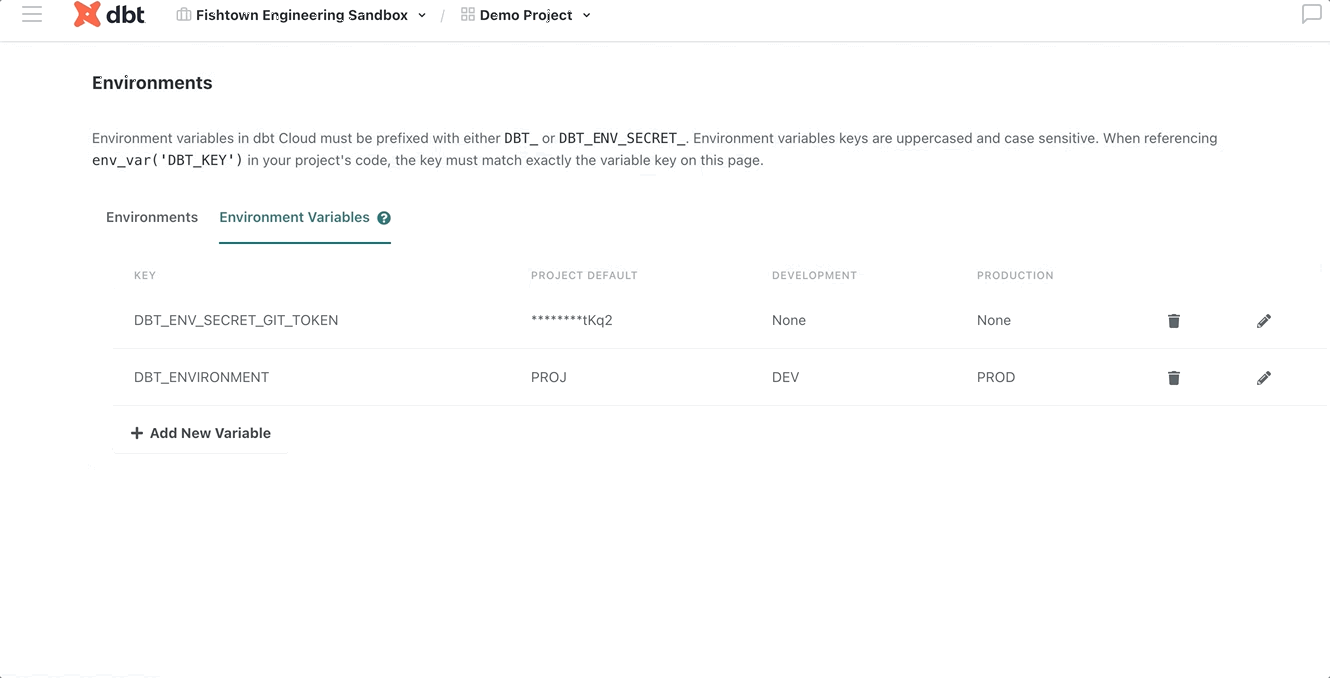 dbt Fishtown Engineering Sandbox / Demo Project
Environments
Environment variables in dbt Cloud must be prefixed with either DBT_ or DBT_ENV_SECRET_. Environment variables keys are uppercased and case sensitive. When referencing
env_var('DBT_KEY') in your project's code, the key must match exactly the variable key on this page.
Environments Environment Variables ?
KEY PROJECT DEFAULT DEVELOPMENT PRODUCTION
DBT_ENV_SECRET_GIT_TOKEN ********tKq2 None None
DBT_ENVIRONMENT PROJ DEV PROD
+ Add New Variable